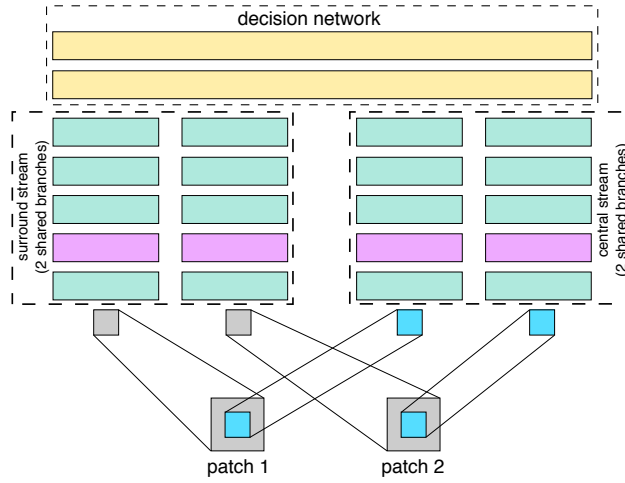 decision network
surround stream
(2 shared branches)
central stream
(2 shared branches)
patch 1
patch 2